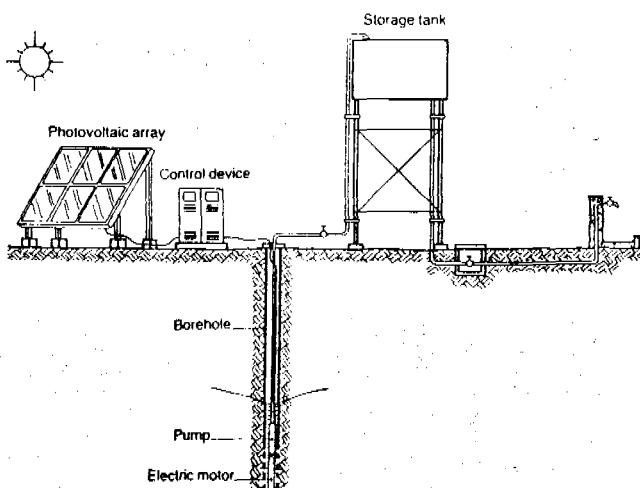 Storage tank
Photovoltaic array
Control device
Borehole
Pump
Electric motor